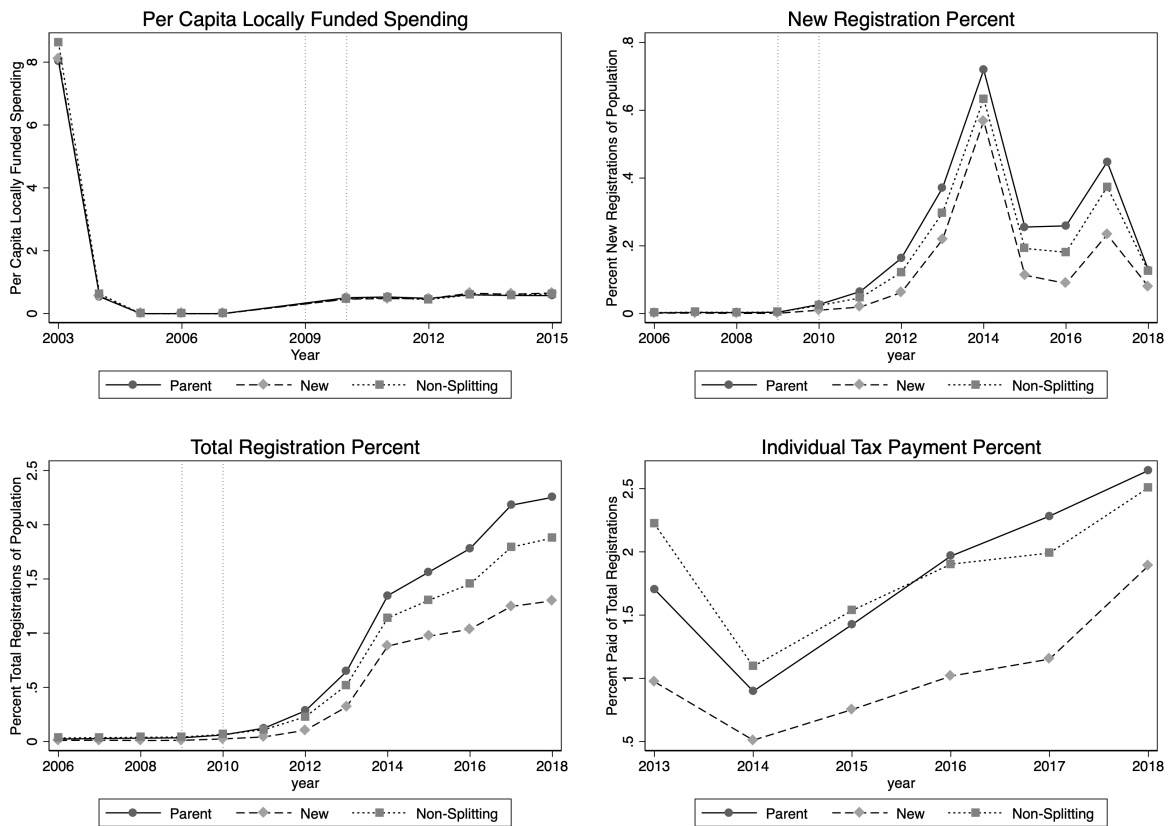 Per Capita Locally Funded Spending
Per Capita Locally Funded Spending
8
6
4
2
0
2003 2006 2009 2012 2015
Year
Parent New Non-Splitting
New Registration Percent
Percent New Registrations of Population
.8
.6
.4
.2
0
2006 2008 2010 2012 2014 2016 2018
year
Parent New Non-Splitting
Total Registration Percent
Percent Total Registrations of Population
2.5
2
1.5
1
.5
0
2006 2008 2010 2012 2014 2016 2018
year
Parent New Non-Splitting
Individual Tax Payment Percent
Percent Paid of Total Registrations
2.5
2
1.5
1
.5
2013 2014 2015 2016 2017 2018
year
Parent New Non-Splitting